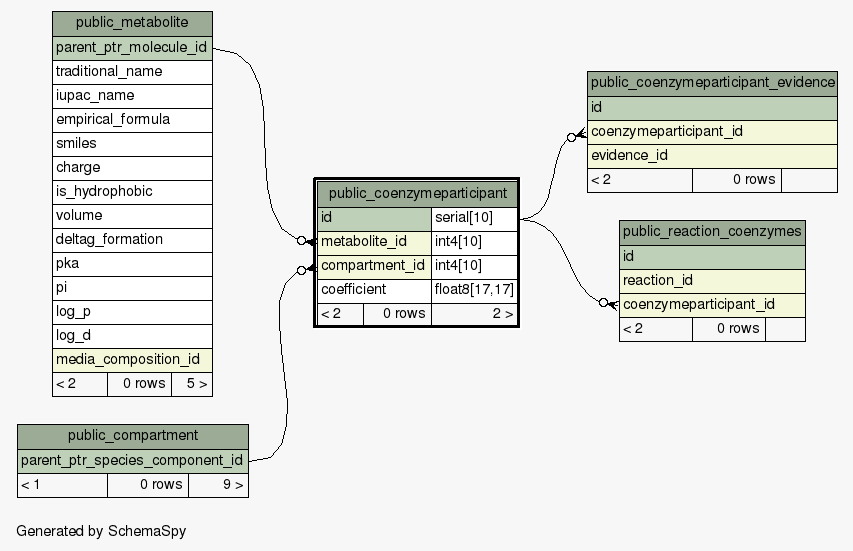 public_metabolite
parent_ptr_molecule_id
traditional_name
iupac_name
empirical_formula
smiles
charge
is_hydrophobic
volume
deltag_formation
pka
pi
log_p
log_d
media_composition_id
< 2 0 rows 5 >
public_compartment
parent_ptr_species_component_id
< 1 0 rows 9 >
public_coenzymeparticipant
id serial[10]
metabolite_id int4[10]
compartment_id int4[10]
coefficient float8[17,17]
< 2 0 rows 2 >
public_coenzymeparticipant_evidence
id
coenzymeparticipant_id
evidence_id
< 2 0 rows
public_reaction_coenzymes
id
reaction_id
coenzymeparticipant_id
< 2 0 rows
Generated by SchemaSpy